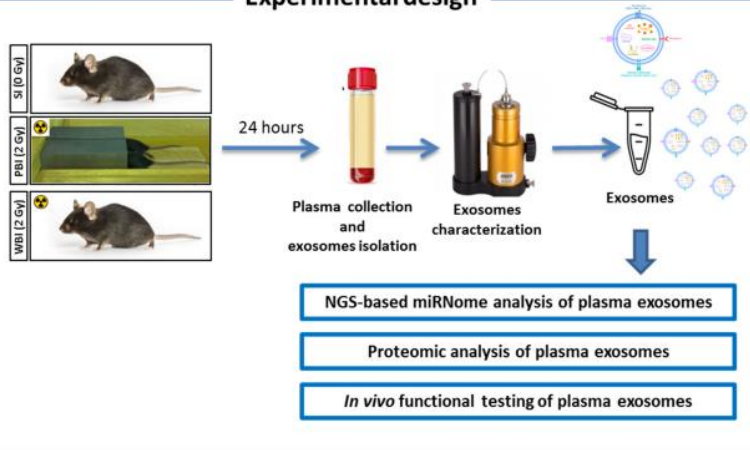 Experimental design
SI (0 Gy)
PBI (2 Gy)
WBI (2 Gy)
24 hours
Plasma collection
and
exosomes isolation
Exosomes
characterization
Exosomes
NGS-based miRNome analysis of plasma exosomes
Proteomic analysis of plasma exosomes
In vivo functional testing of plasma exosomes